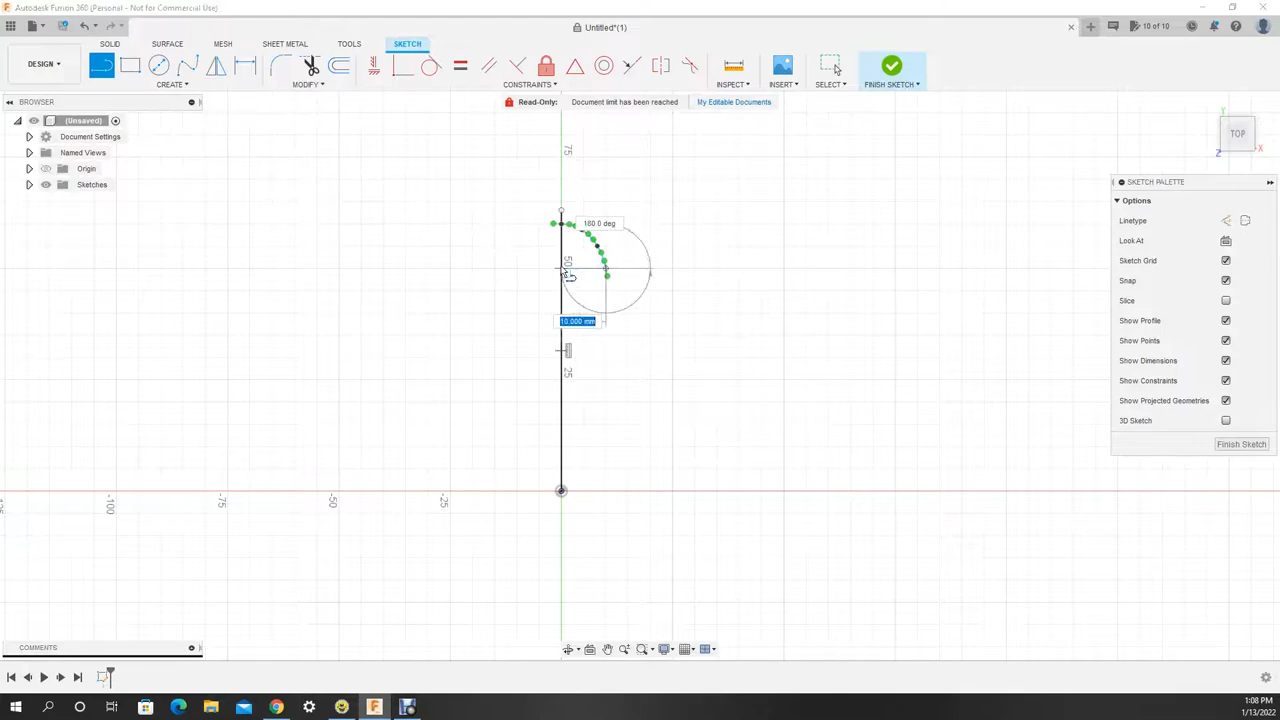 Autodesk Fusion 360 (Personal - Not for Commercial Use)
Untitled*(1)
10 of 10
SOLID
SURFACE
MESH
SHEET METAL
TOOLS
SKETCH
DESIGN
CREATE
MODIFY
CONSTRAINTS
INSPECT
INSERT
SELECT
FINISH SKETCH
BROWSER
Read-Only:
Document limit has been reached
My Editable Documents
(Unsaved)
Document Settings
Named Views
Origin
Sketches
TOP
Y
X
Z
SKETCH PALETTE
Options
Linetype
Look At
Sketch Grid
Snap
Slice
Show Profile
Show Points
Show Dimensions
Show Constraints
Show Projected Geometries
3D Sketch
Finish Sketch
75
180.0 deg
50
10.000 mm
25
-100
-75
-50
-25
COMMENTS
1:08 PM
1/13/2022